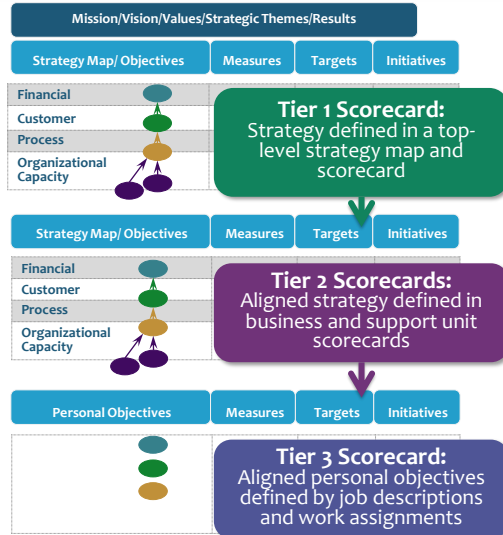 Mission/Vision/Values/Strategic Themes/Results
Strategy Map/ Objectives
Measures
Targets
Initiatives
Financial
Customer
Process
Organizational
Capacity
Tier 1 Scorecard:
Strategy defined in a top-
level strategy map and
scorecard
Strategy Map/ Objectives
Measures
Targets
Initiatives
Financial
Customer
Process
Organizational
Capacity
Tier 2 Scorecards:
Aligned strategy defined in
business and support unit
scorecards
Personal Objectives
Measures
Targets
Initiatives
Tier 3 Scorecard:
Aligned personal objectives
defined by job descriptions
and work assignments